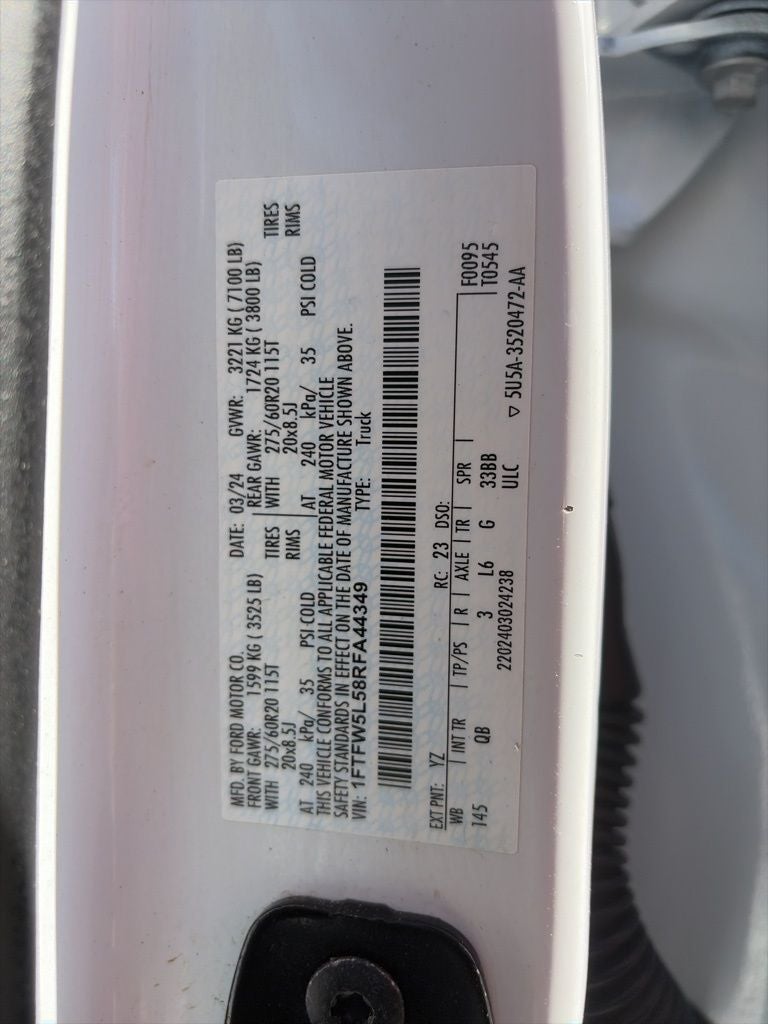 MFD. BY FORD MOTOR CO. DATE: 03/24 GVWR: 3221 KG ( 7100 LB)
FRONT GAWR: 1599 KG ( 3525 LB) REAR GAWR: 1724 KG ( 3800 LB)
WITH 275/60R20 115T TIRES WITH 275/60R20 115T TIRES
20x8.5J RIMS 20x8.5J RIMS
AT 240 kPa/ 35 PSI COLD AT 240 kPa/ 35 PSI COLD
THIS VEHICLE CONFORMS TO ALL APPLICABLE FEDERAL MOTOR VEHICLE
SAFETY STANDARDS IN EFFECT ON THE DATE OF MANUFACTURE SHOWN ABOVE.
VIN: 1FTFW5L58RFA44349 TYPE: Truck
EXT PNT: YZ RC: 23 DSO:
WB INT TR TP/PS R AXLE TR SPR F0095
145 QB 3 L6 G 33BB T0545
2202403024238 ULC ▽ 5U5A-3520472-AA